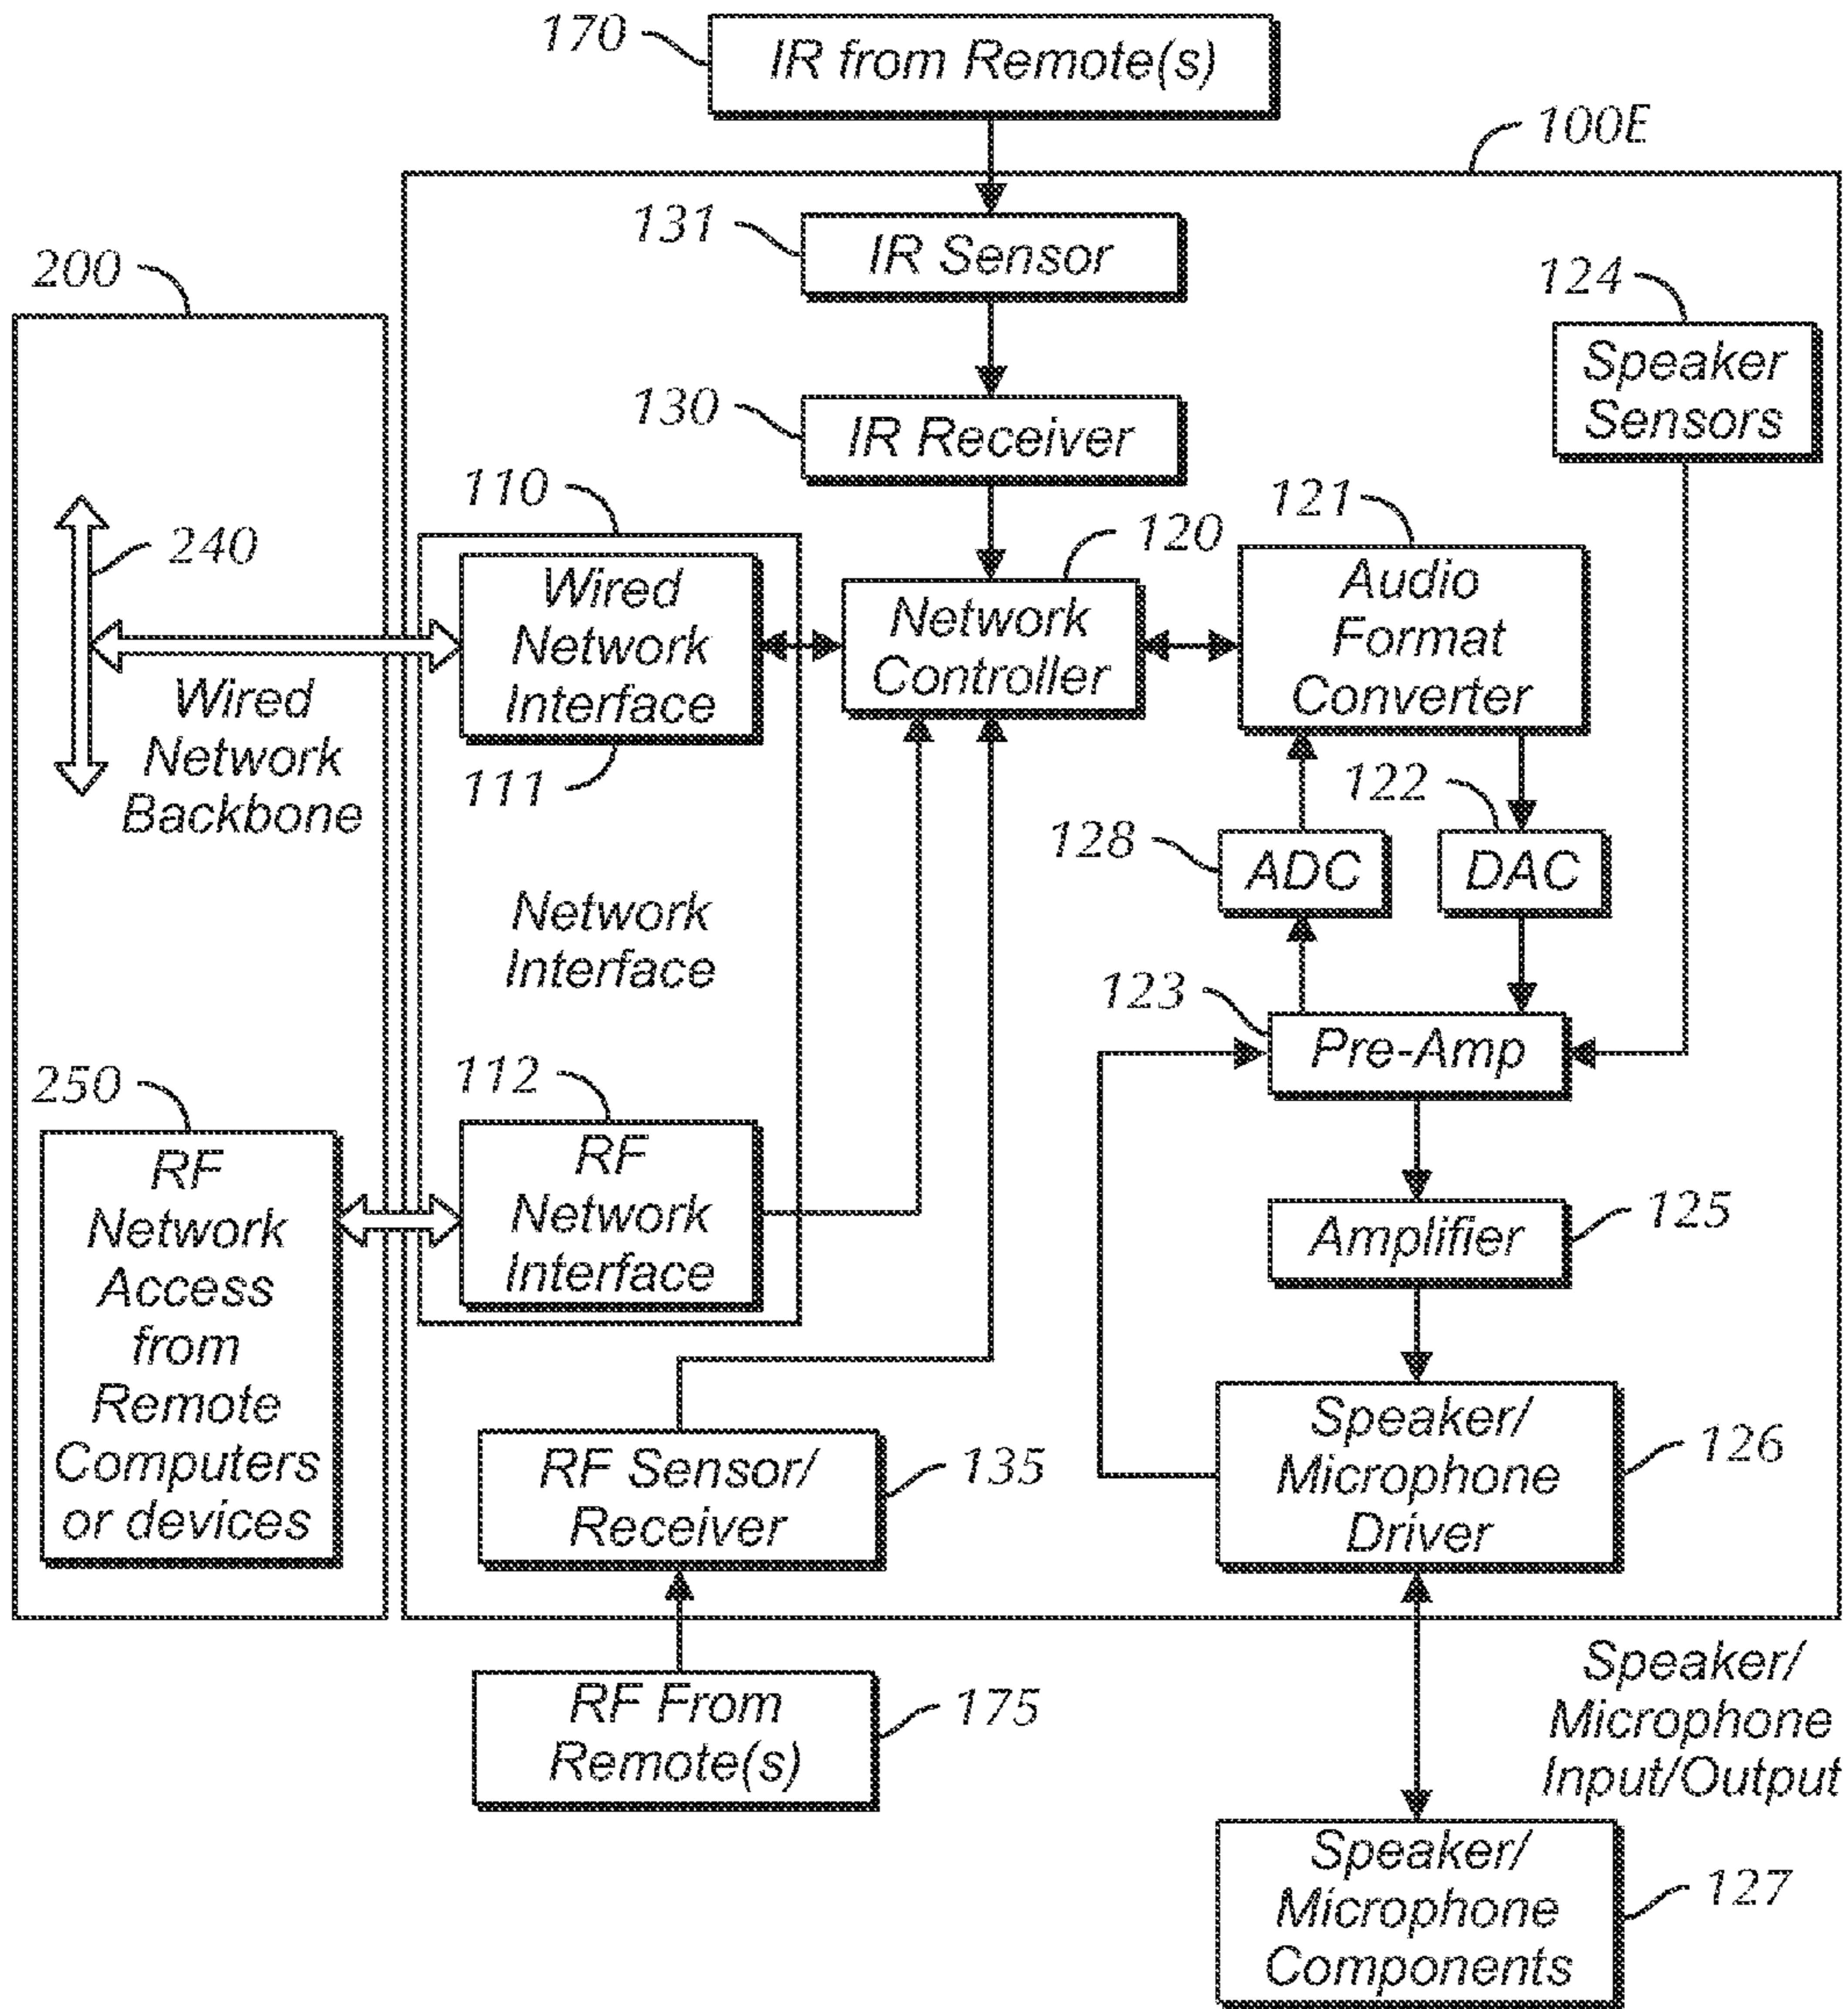 170
IR from Remote(s)
100E
131
IR Sensor
200
124
Speaker
Sensors
130
IR Receiver
110
121
120
240
Wired
Network
Interface
Network
Controller
Audio
Format
Converter
Wired
Network
Backbone
111
122
128
ADC
DAC
Network
Interface
123
Pre-Amp
112
250
RF
Network
Access
from
Remote
Computers
or devices
RF
Network
Interface
Amplifier
125
Speaker/
Microphone
Driver
126
RF Sensor/
Receiver
135
RF From
Remote(s)
175
Speaker/
Microphone
Input/Output
Speaker/
Microphone
Components
127